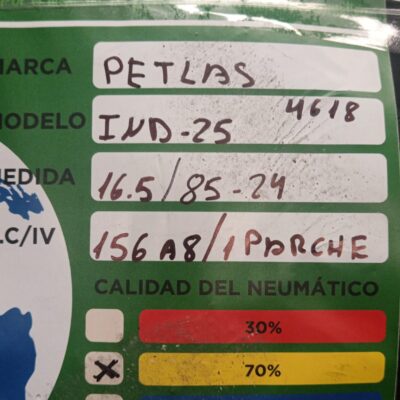 MARCA PETLAS
MODELO IND-25 4618
MEDIDA 16.5/85-24
I.C/IV 156 A8/1 PARCHE
CALIDAD DEL NEUMÁTICO
30%
X 70%